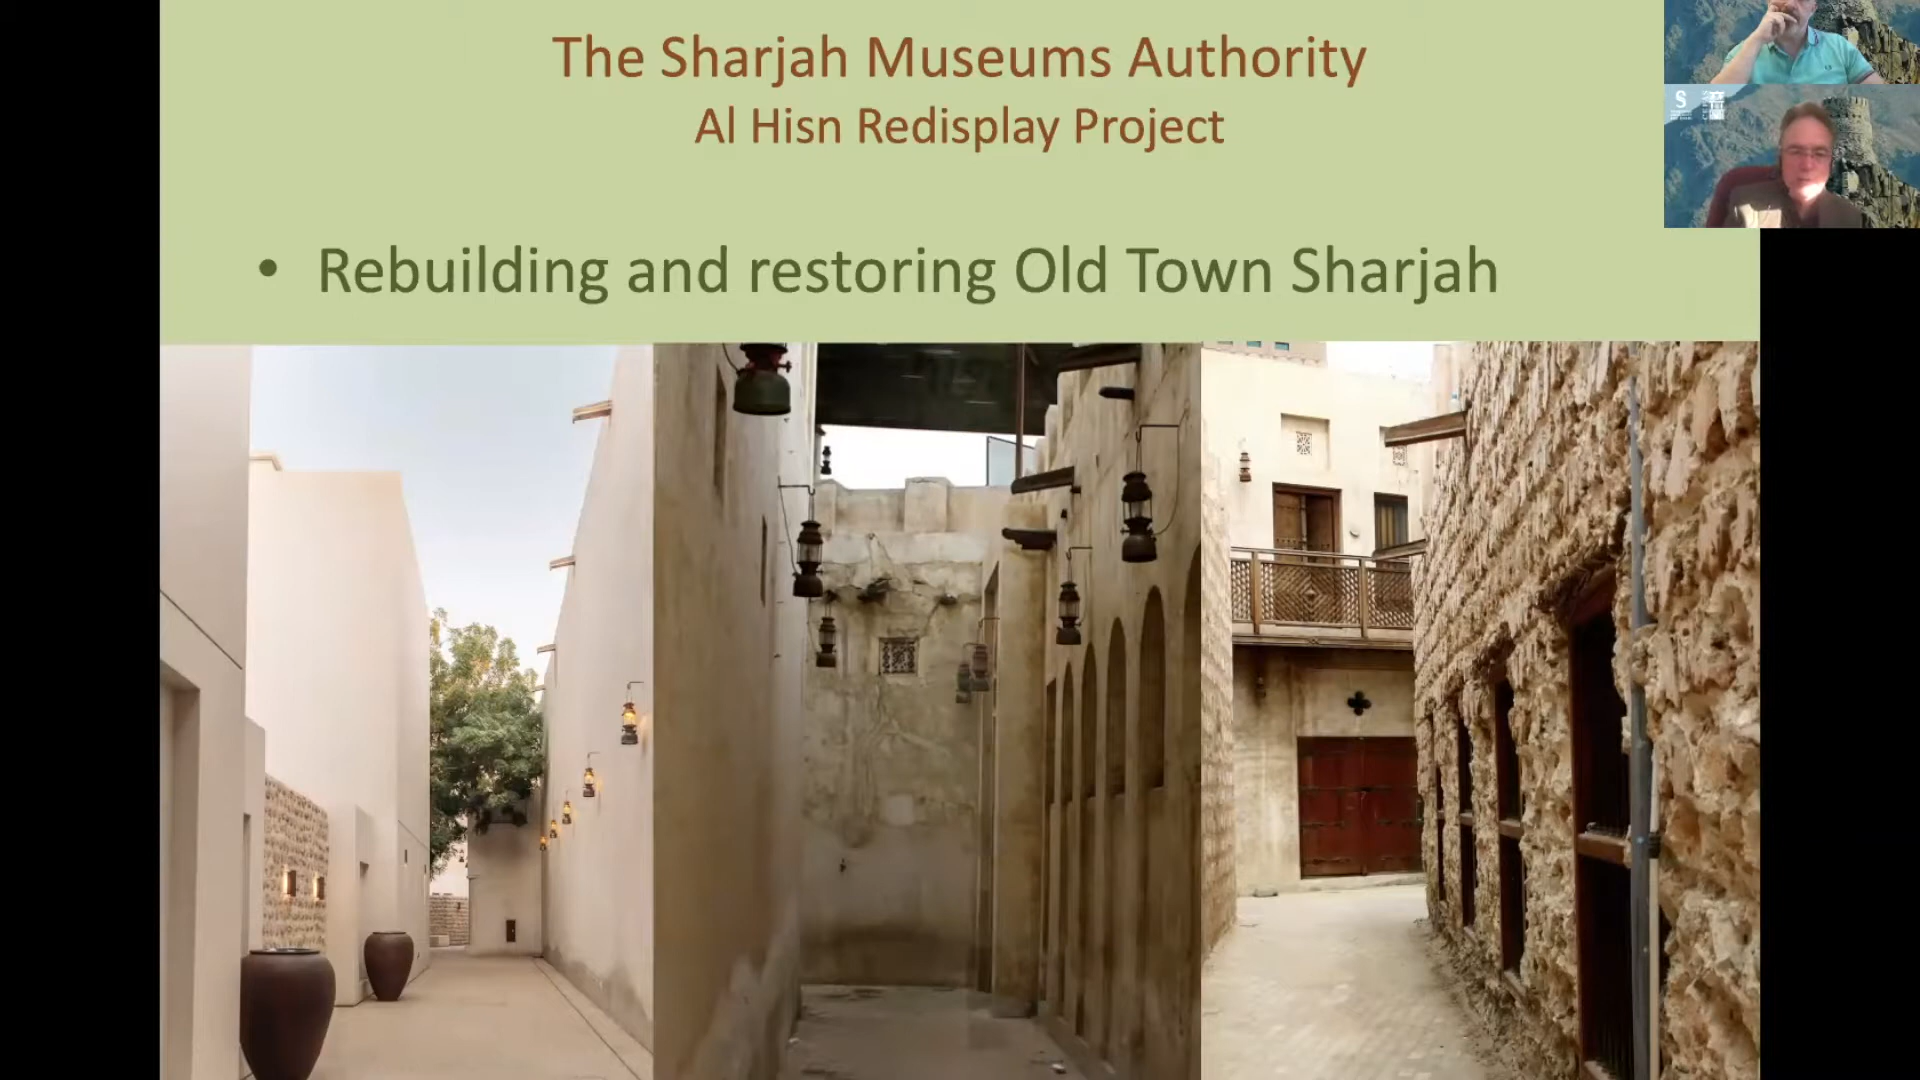 The Sharjah Museums Authority
Al Hisn Redisplay Project
• Rebuilding and restoring Old Town Sharjah